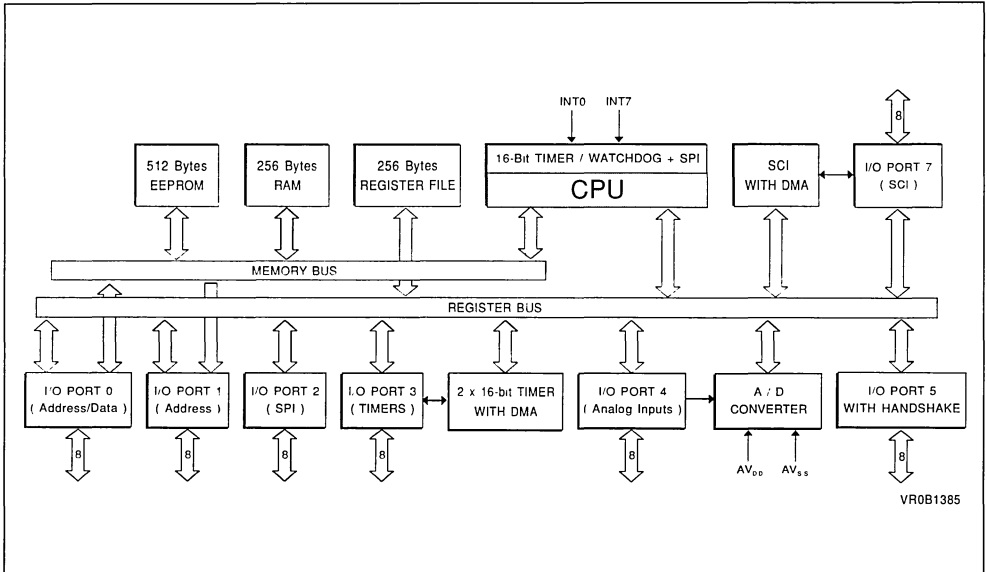 INT0 INT7
8
512 Bytes
EEPROM
256 Bytes
RAM
256 Bytes
REGISTER FILE
16-Bit TIMER / WATCHDOG + SPI
CPU
SCI
WITH DMA
I/O PORT 7
( SCI )
MEMORY BUS
REGISTER BUS
I/O PORT 0
( Address/Data )
I/O PORT 1
( Address )
I/O PORT 2
( SPI )
I/O PORT 3
( TIMERS )
2 x 16-bit TIMER
WITH DMA
I/O PORT 4
( Analog Inputs )
A / D
CONVERTER
I/O PORT 5
WITH HANDSHAKE
8 8 8 8 8 8
AVDD AVSS
VR0B1385